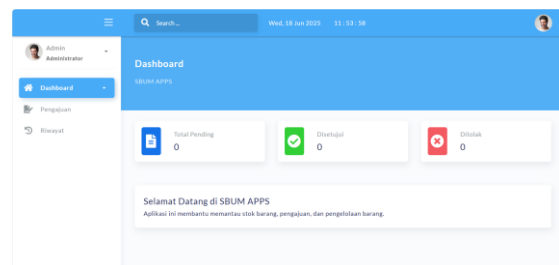 Search ...
Wed, 18 Jun 2025 11 : 53 : 58
Admin
Administrator
Dashboard
Pengajuan
Riwayat
Dashboard
SBUM APPS
Total Pending
0
Disetujui
0
Ditolak
0
Selamat Datang di SBUM APPS
Aplikasi ini membantu memantau stok barang, pengajuan, dan pengelolaan barang.